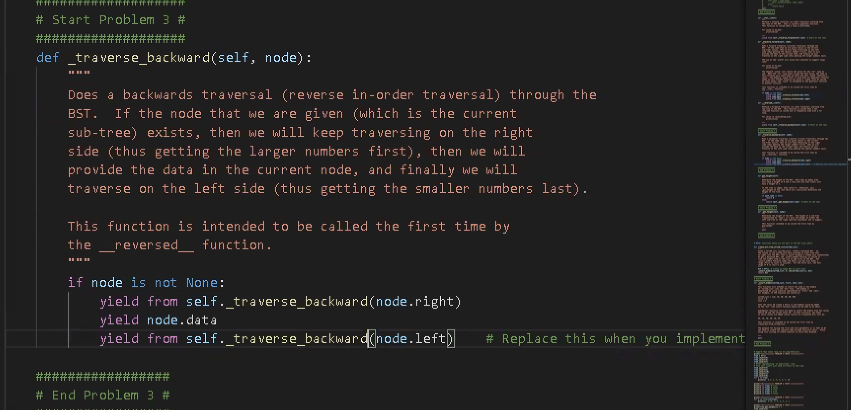 ####################
# Start Problem 3 #
####################
def _traverse_backward(self, node):
"""
Does a backwards traversal (reverse in-order traversal) through the
BST.  If the node that we are given (which is the current
sub-tree) exists, then we will keep traversing on the right
side (thus getting the larger numbers first), then we will
provide the data in the current node, and finally we will
traverse on the left side (thus getting the smaller numbers last).
This function is intended to be called the first time by
the __reversed__ function.
"""
if node is not None:
yield from self._traverse_backward(node.right)
yield node.data
yield from self._traverse_backward(node.left)    # Replace this when you implement
##################
# End Problem 3 #